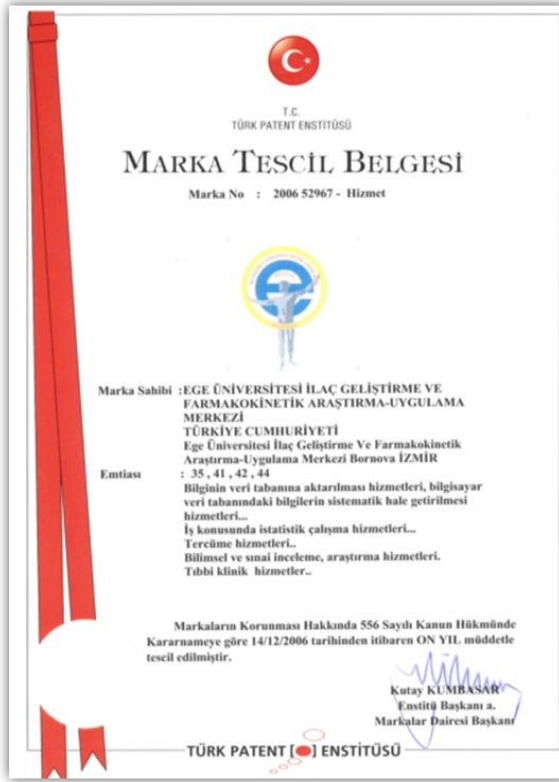 T.C.
TÜRK PATENT ENSTİTÜSÜ
MARKA TESCİL BELGESİ
Marka No : 2006 52967 - Hizmet
Marka Sahibi :EGE ÜNİVERSİTESİ İLAÇ GELİŞTİRME VE
FARMAKOKİNETİK ARAŞTIRMA-UYGULAMA
MERKEZİ
TÜRKİYE CUMHURİYETİ
Ege Üniversitesi İlaç Geliştirme Ve Farmakokinetik
Araştırma-Uygulama Merkezi Bornova İZMİR
Emtiası : 35 , 41 , 42 , 44
Bilginin veri tabanına aktarılması hizmetleri, bilgisayar
veri tabanındaki bilgilerin sistematik hale getirilmesi
hizmetleri...
İş konusunda istatistik çalışma hizmetleri...
Tercüme hizmetleri..
Bilimsel ve sınai inceleme, araştırma hizmetleri.
Tıbbi klinik hizmetler..
Markaların Korunması Hakkında 556 Sayılı Kanun Hükmünde
Kararnameye göre 14/12/2006 tarihinden itibaren ON YIL müddetle
tescil edilmiştir.
Kutay KUMBASAR
Enstitü Başkanı a.
Markalar Dairesi Başkanı
TÜRK PATENT [ ] ENSTİTÜSÜ